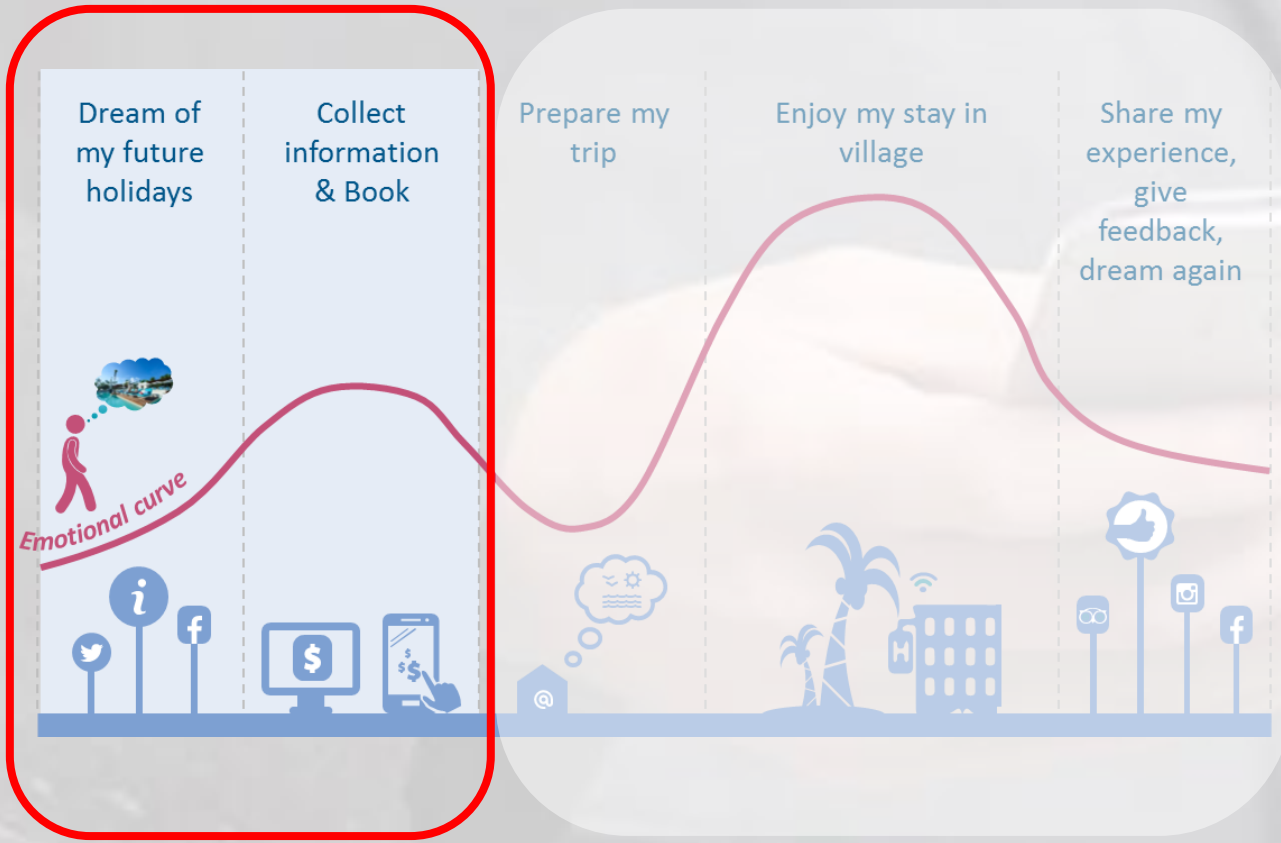 Dream of
my future
holidays
Collect
information
& Book
Prepare my
trip
Enjoy my stay in
village
Share my
experience,
give
feedback,
dream again
Emotional curve
i
f
$
$
$
$
$
@
H
f